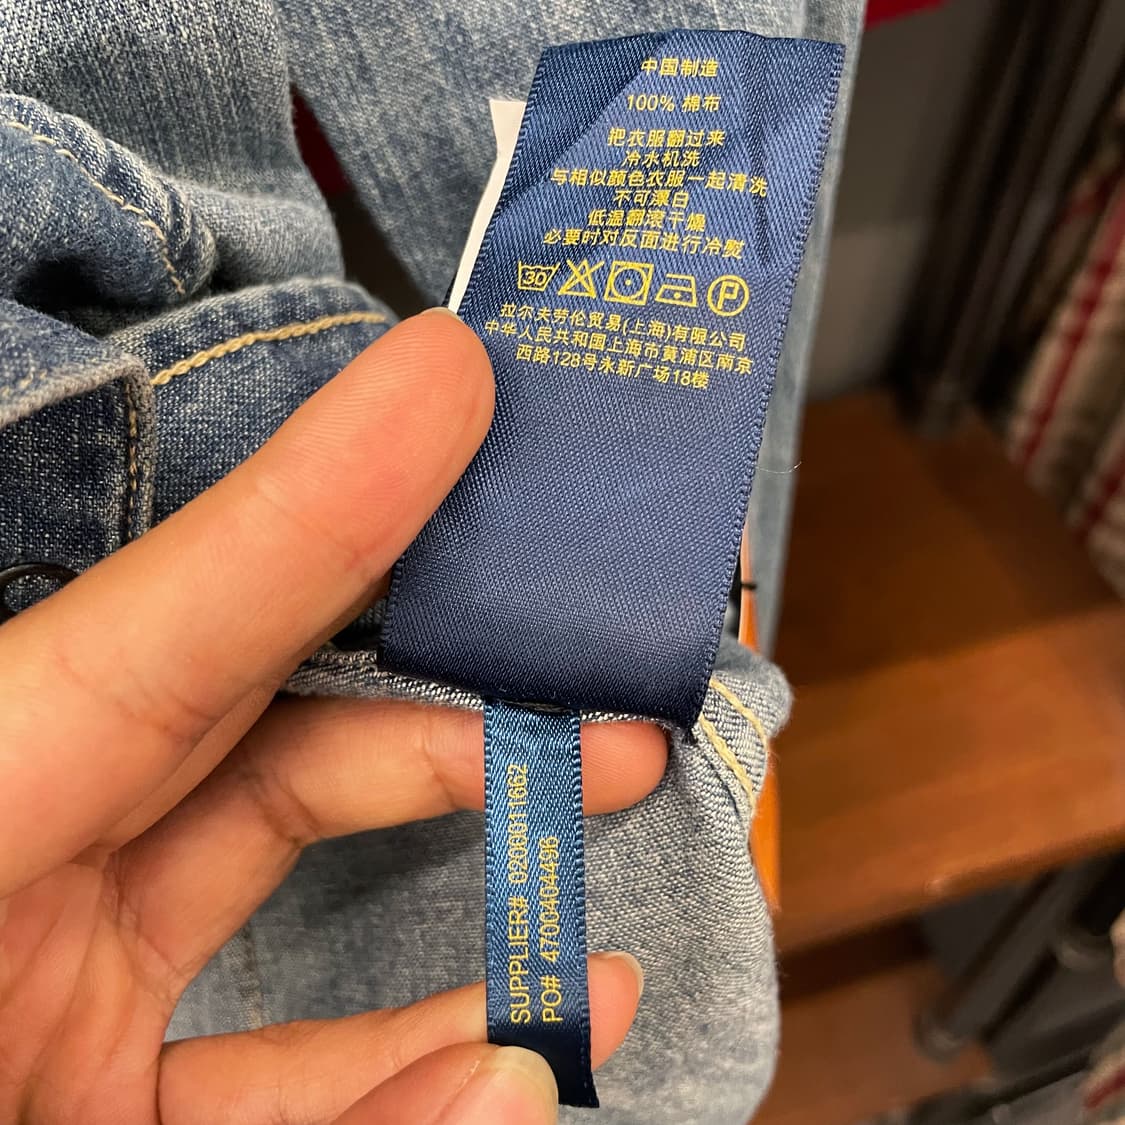 中国制造
100% 棉布
把衣服翻过来
冷水机洗
与相似颜色衣服一起清洗
不可漂白
低温翻滚干燥
必要时对反面进行冷熨
30
P
拉尔夫劳伦贸易(上海)有限公司
中华人民共和国上海市黄浦区南京
西路128号永新广场18楼
SUPPLIER# 0200011662
PO# 4700404496